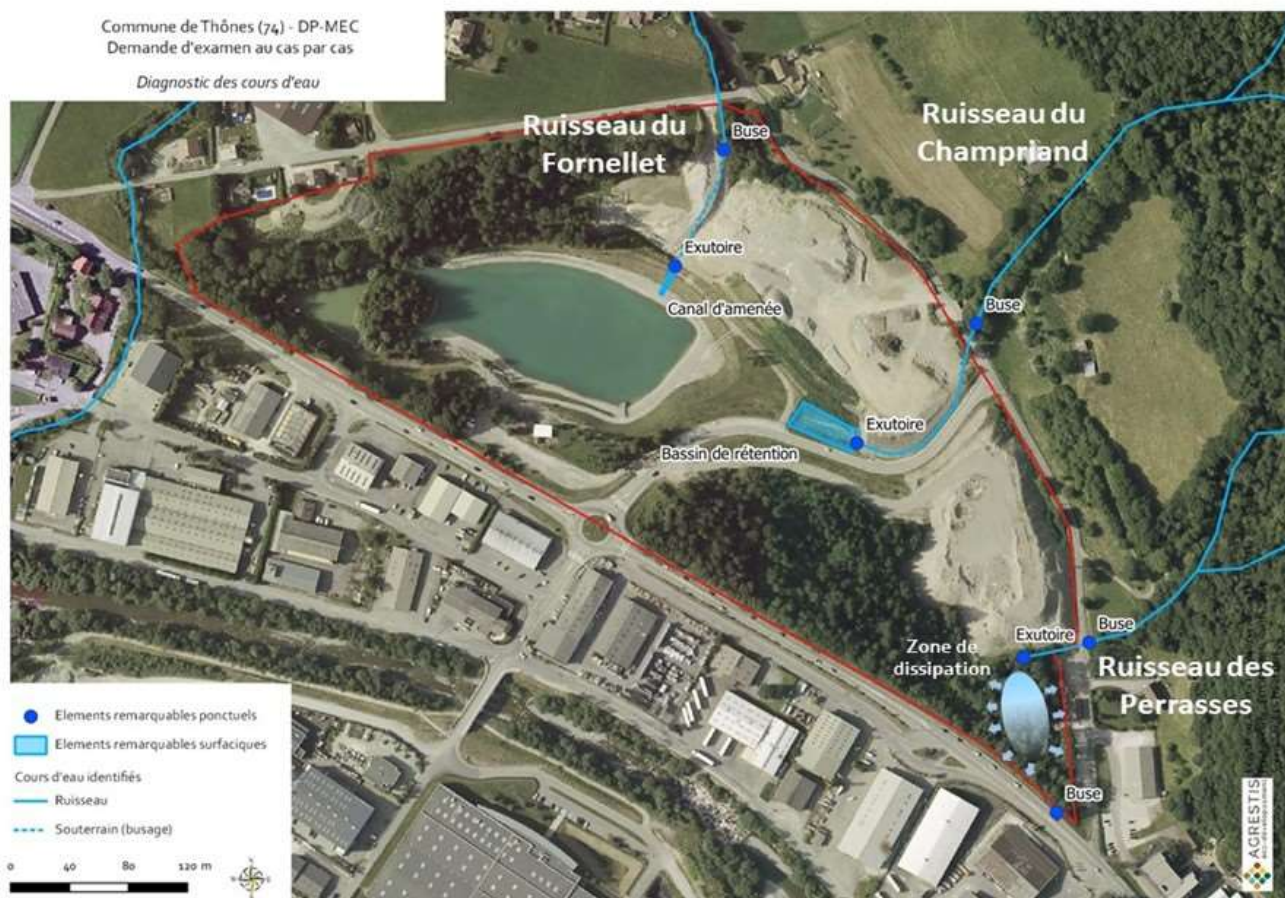 Commune de Thônes (74) - DP-MEC
Demande d'examen au cas par cas
Diagnostic des cours d'eau
Ruisseau du
Fornellet
Buse
Ruisseau du
Champriand
Exutoire
Canal d'amenée
Buse
Exutoire
Bassin de rétention
Zone de
dissipation
Exutoire
Buse
Ruisseau des
Perrasses
Buse
Elements remarquables ponctuels
Elements remarquables surfaciques
Cours d'eau identifiés
Ruisseau
Souterrain (busage)
0 40 80 120 m
AGRESTIS
éco-développement